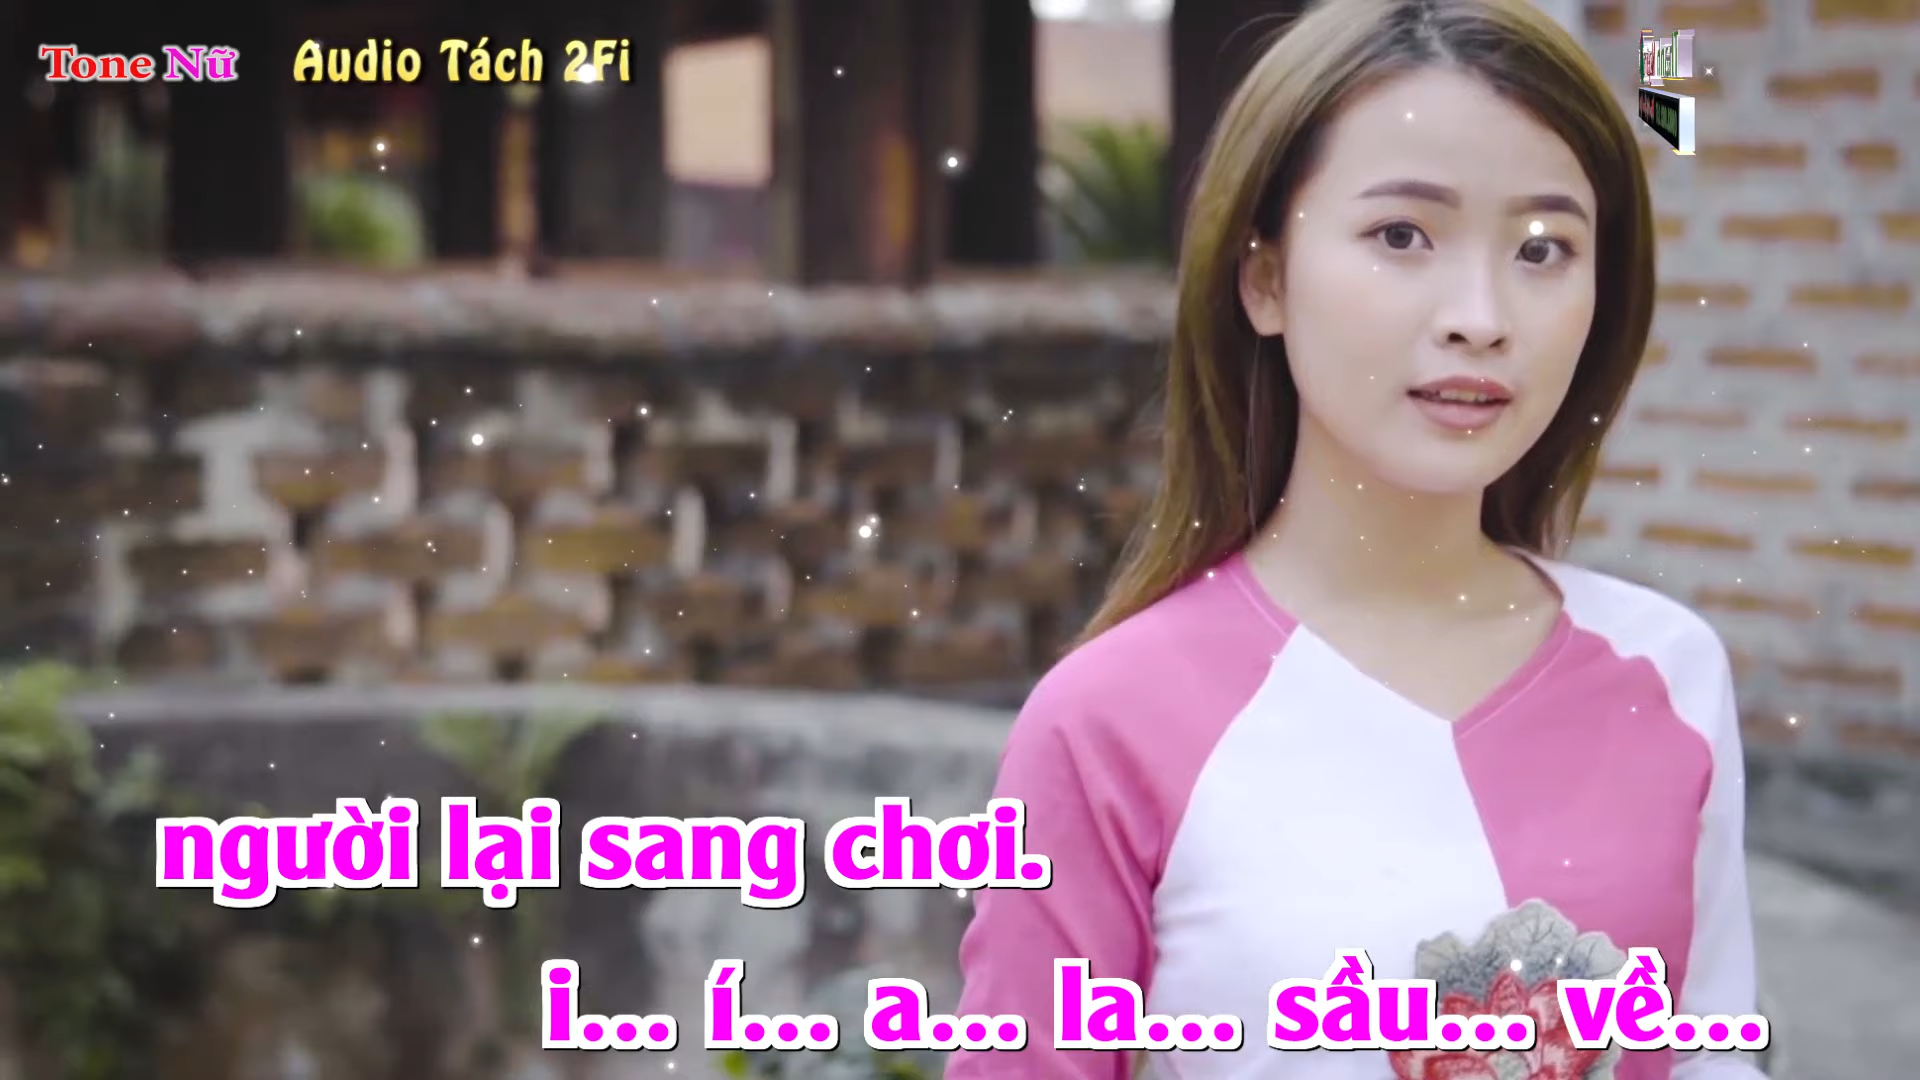 Tone Nữ Audio Tách 2Fi
người lại sang chơi.
i... í... a... la... sầu... về...